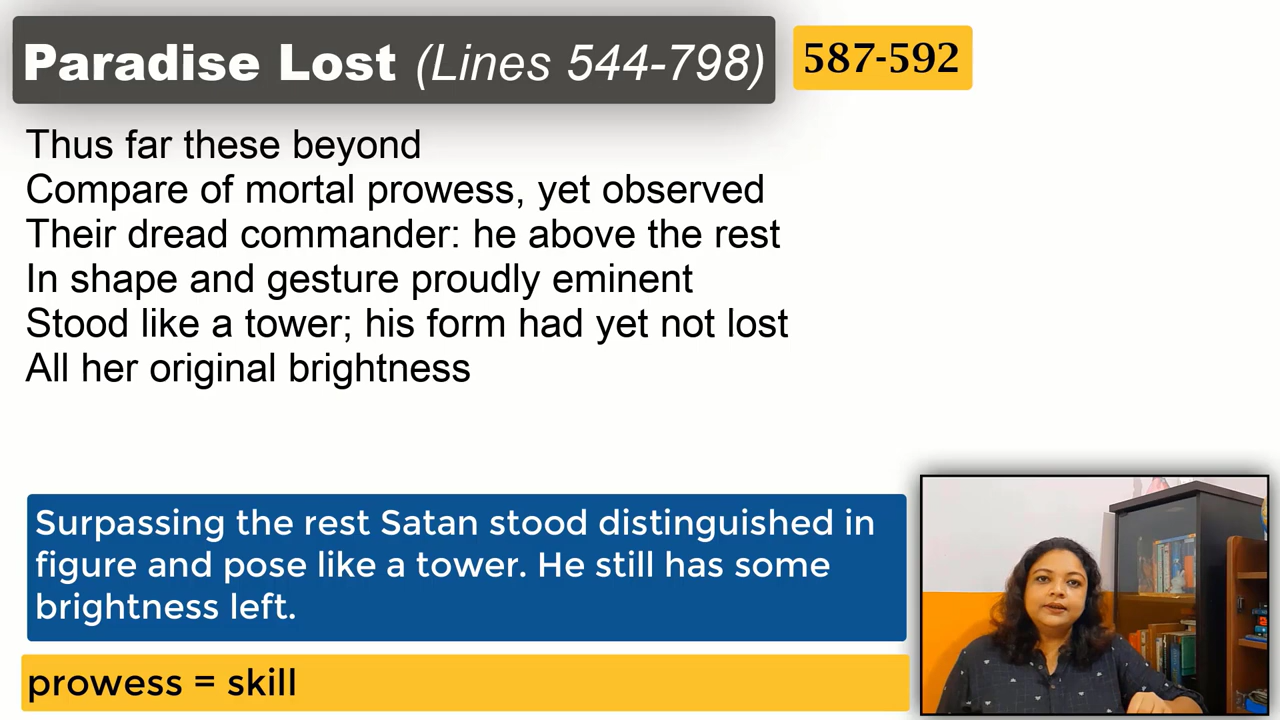 Paradise Lost (Lines 544-798)
587-592
Thus far these beyond
Compare of mortal prowess, yet observed
Their dread commander: he above the rest
In shape and gesture proudly eminent
Stood like a tower; his form had yet not lost
All her original brightness
Surpassing the rest Satan stood distinguished in
figure and pose like a tower. He still has some
brightness left.
prowess = skill